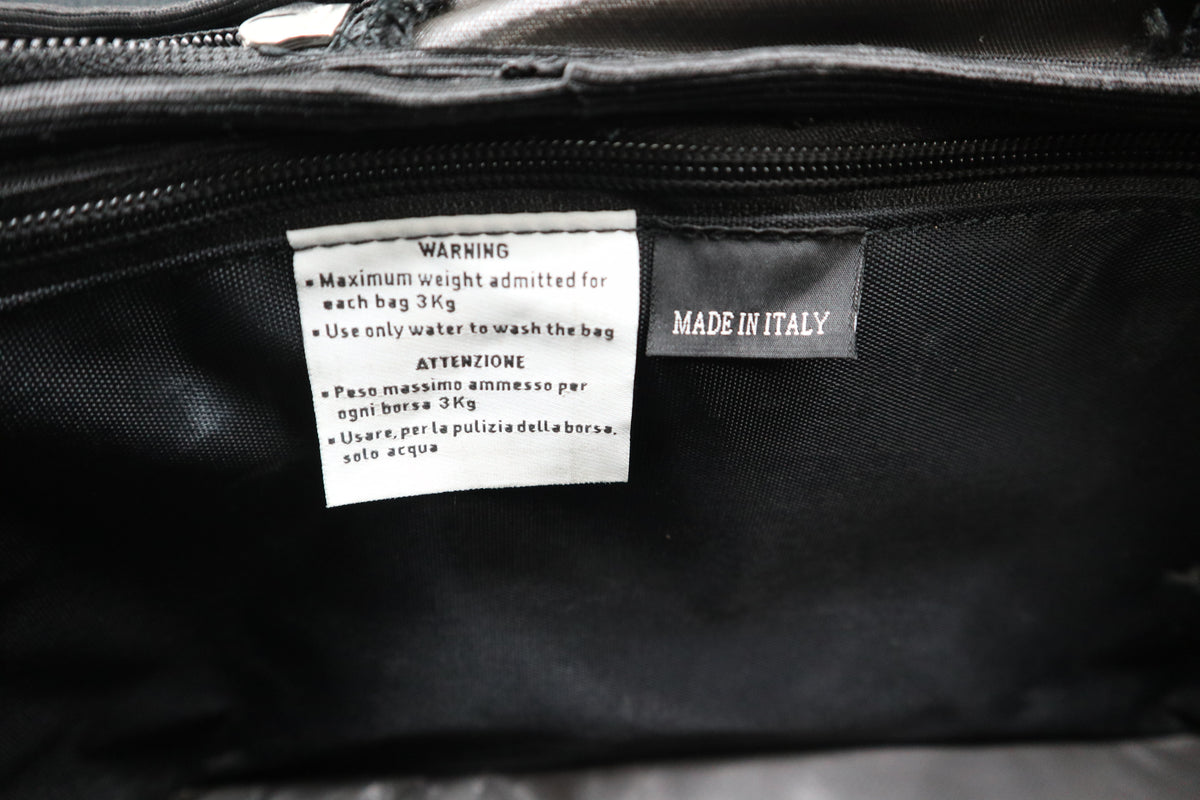 WARNING
▪ Maximum weight admitted for
each bag 3Kg
▪ Use only water to wash the bag
ATTENZIONE
▪ Peso massimo ammesso per
ogni borsa 3Kg
▪ Usare, per la pulizia della borsa,
solo acqua
MADE IN ITALY